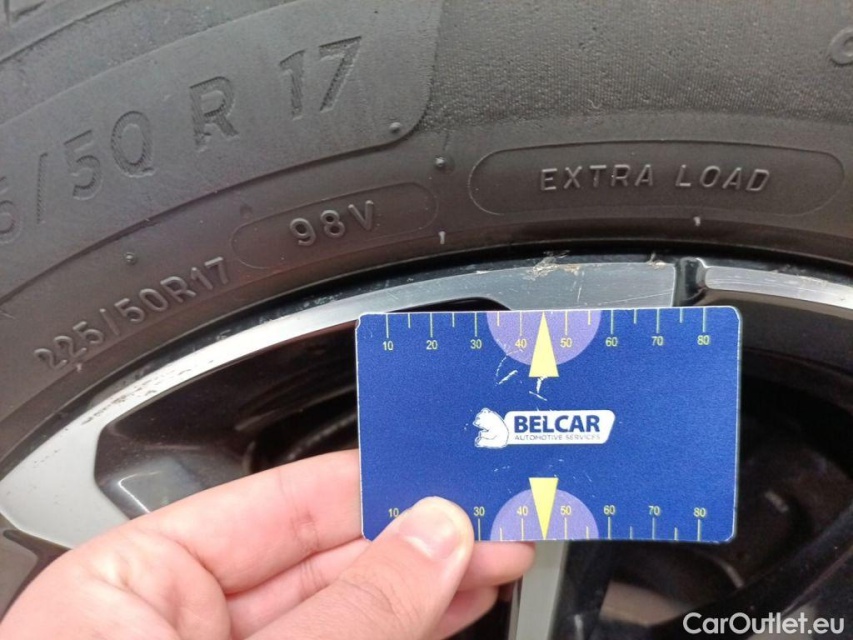 5/50 R 17
EXTRA LOAD
98V
225/50R17
10 20 30 40 50 60 70 80
BELCAR
AUTOMOTIVE SERVICES
10 30 40 50 60 70 80
CarOutlet.eu